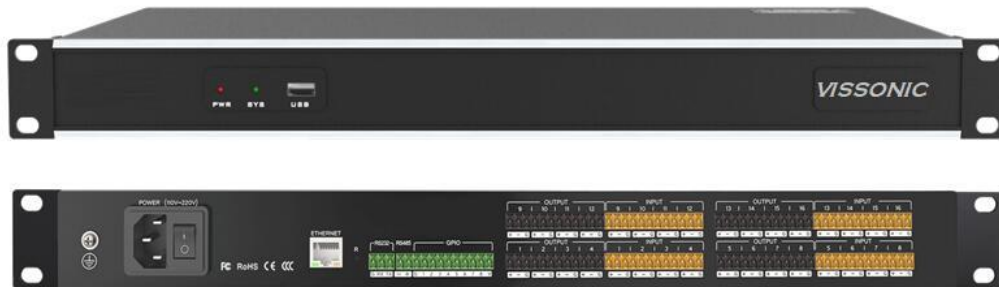 PWR SYS USB
VISSONIC
POWER (110V~220V)
FC RoHS CE CCC
ETHERNET
R
RS232 RS485 GPIO
OUTPUT INPUT OUTPUT INPUT
9 10 11 12 9 10 11 12 13 14 15 16 13 14 15 16
OUTPUT INPUT OUTPUT INPUT
1 2 3 4 1 2 3 4 5 6 7 8 5 6 7 8